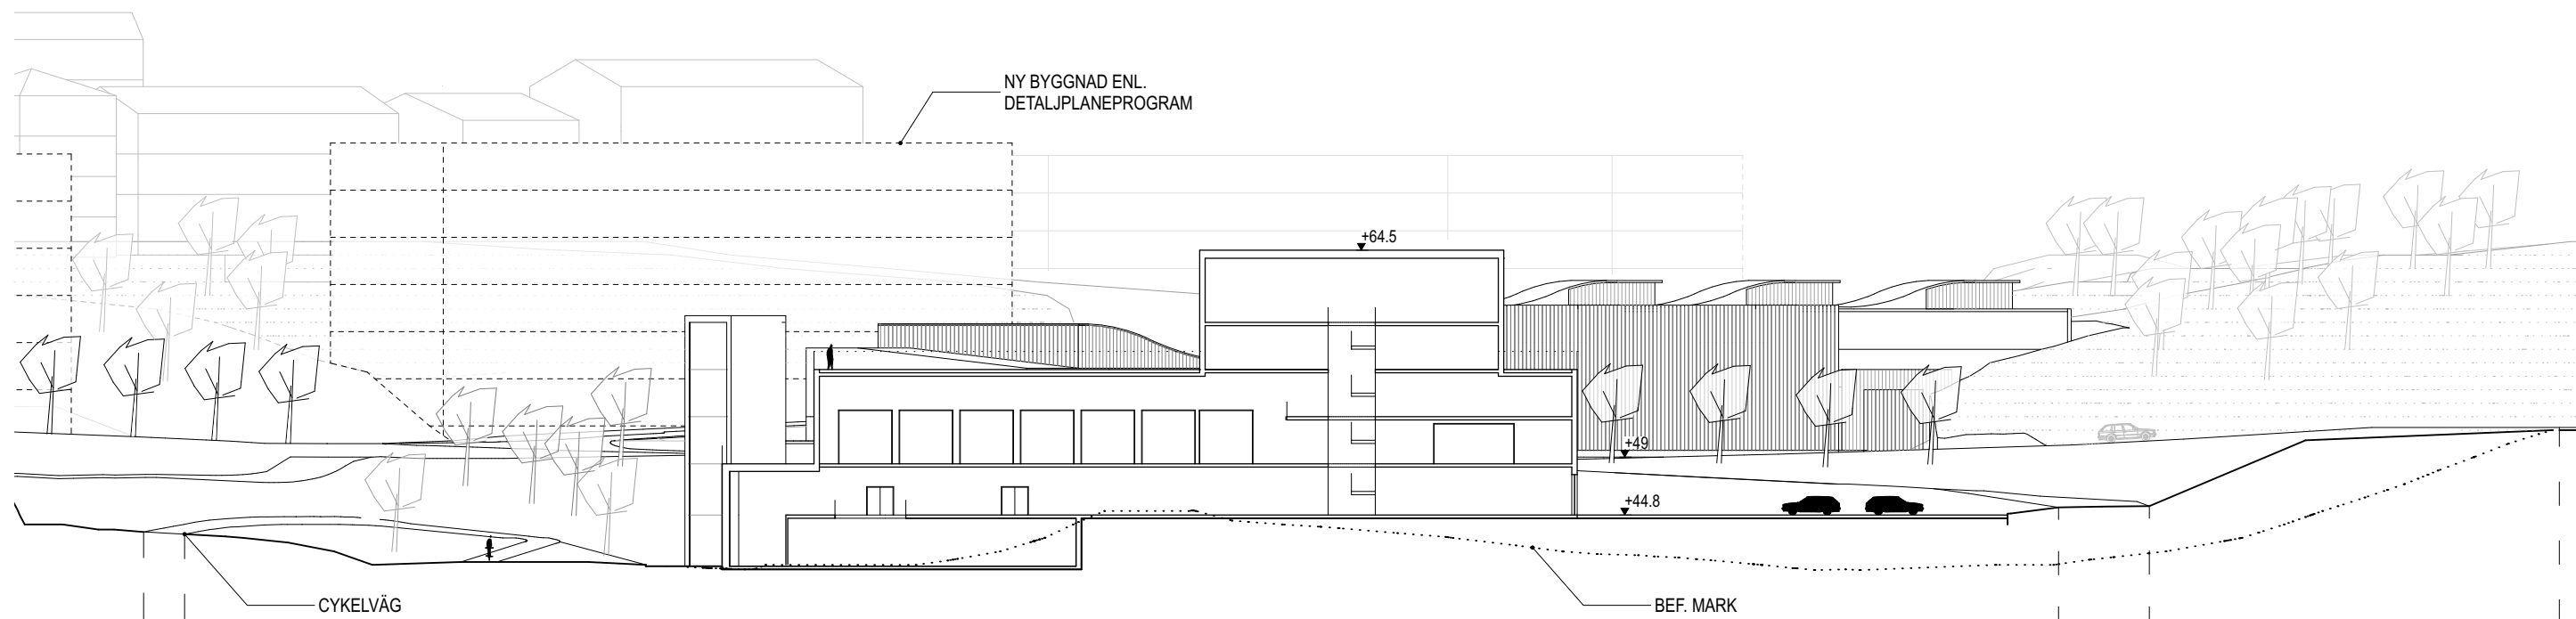 NY BYGGNAD ENL.
DETALJPLANEPROGRAM
+64.5
+49
+44.8
CYKELVÄG
BEF. MARK